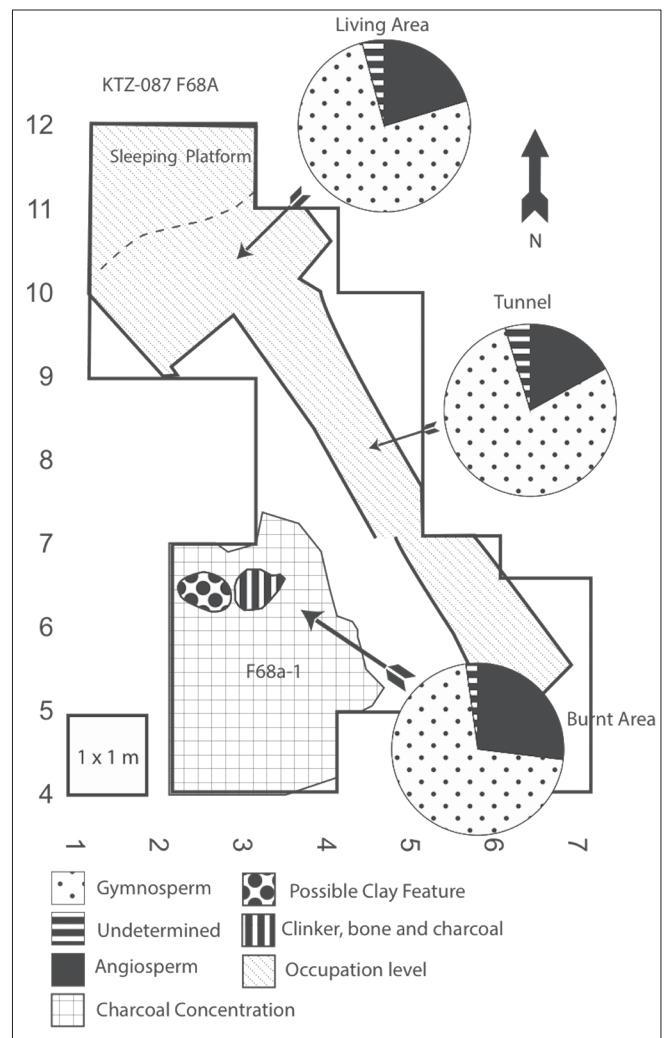 Living Area
KTZ-087 F68A
12
Sleeping Platform
11
N
10
Tunnel
9
8
7
6
F68a-1
5
Burnt Area
1 x 1 m
4
1 2 3 4 5 6 7
Gymnosperm
Possible Clay Feature
Undetermined
Clinker, bone and charcoal
Angiosperm
Occupation level
Charcoal Concentration